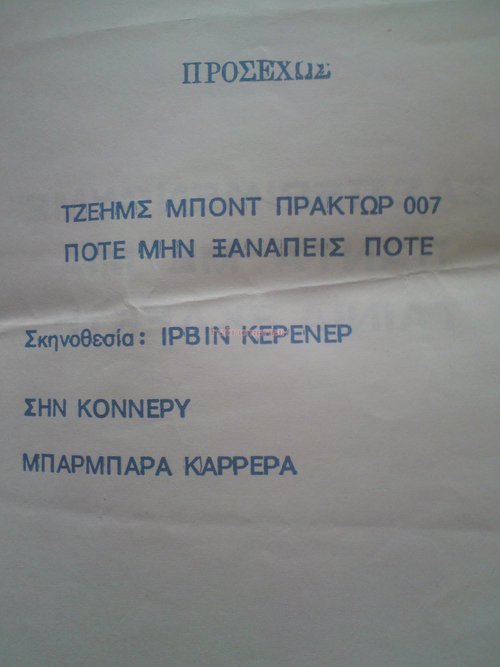 ΠΡΟΣΕΧΩΣ
ΤΖΕΗΜΣ ΜΠΟΝΤ ΠΡΑΚΤΩΡ 007
ΠΟΤΕ ΜΗΝ ΞΑΝΑΠΕΙΣ ΠΟΤΕ
Σκηνοθεσία: ΙΡΒΙΝ ΚΕΡΕΝΕΡ
ΣΗΝ ΚΟΝΝΕΡΥ
ΜΠΑΡΜΠΑΡΑ ΚΑΡΡΕΡΑ